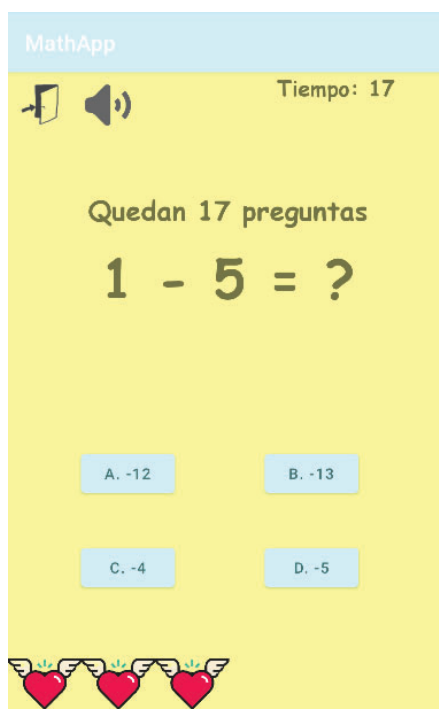 MathApp
Tiempo: 17
Quedan 17 preguntas
1 - 5 = ?
A. -12
B. -13
C. -4
D. -5